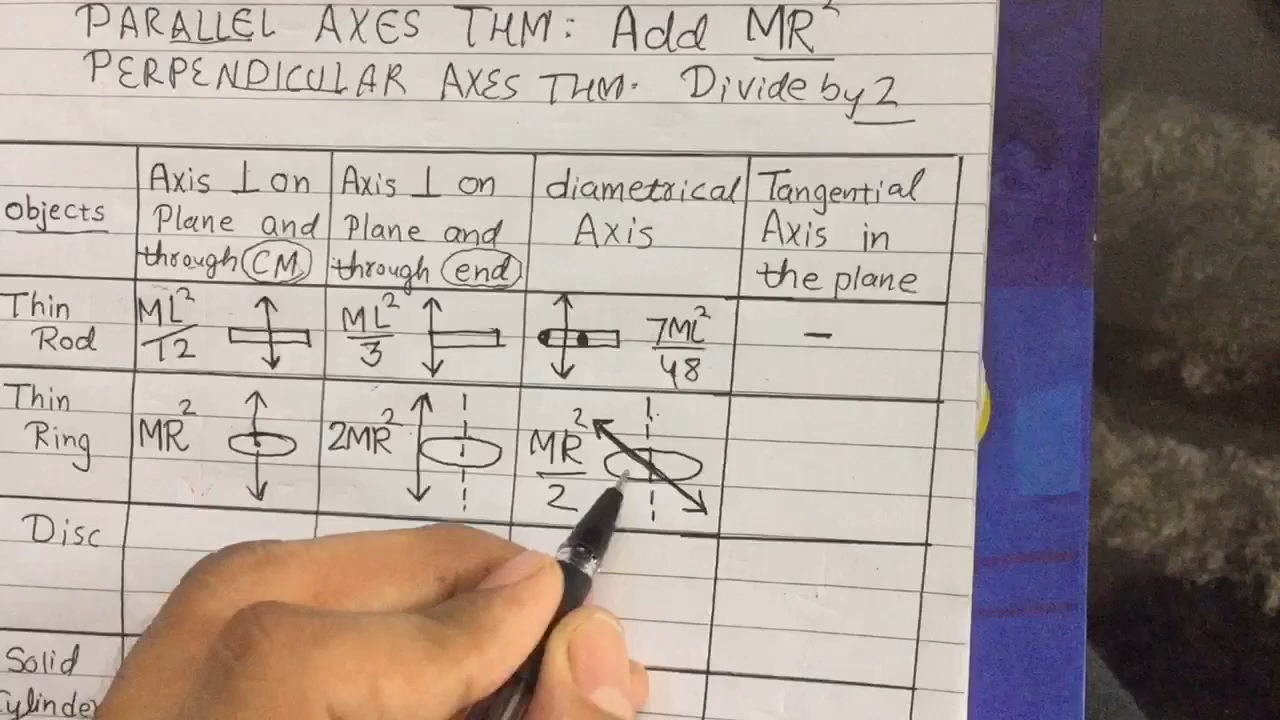 PARALLEL AXES THM: Add MR²
PERPENDICULAR AXES THM. Divide by 2
Objects
Axis ⊥ on
Plane and
through CM
Axis ⊥ on
Plane and
through end
diametrical
Axis
Tangential
Axis in
the plane
Thin
Rod
ML²/12
ML²/3
7ML²/48
–
Thin
Ring
MR²
2MR²
MR²/2
Disc
Solid
Cylinder